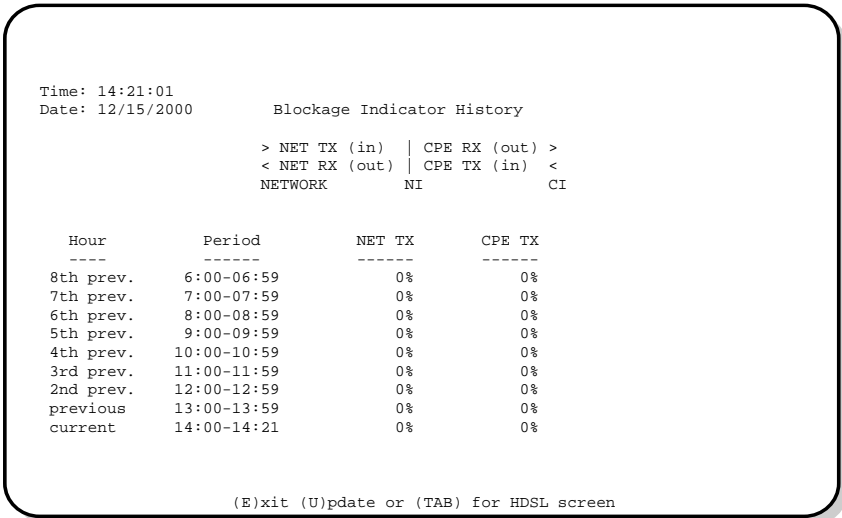 Time: 14:21:01
Date: 12/15/2000 Blockage Indicator History
> NET TX (in) | CPE RX (out) >
< NET RX (out) | CPE TX (in) <
NETWORK NI CI
Hour Period NET TX CPE TX
---- ------ ------ ------
8th prev. 6:00-06:59 0% 0%
7th prev. 7:00-07:59 0% 0%
6th prev. 8:00-08:59 0% 0%
5th prev. 9:00-09:59 0% 0%
4th prev. 10:00-10:59 0% 0%
3rd prev. 11:00-11:59 0% 0%
2nd prev. 12:00-12:59 0% 0%
previous 13:00-13:59 0% 0%
current 14:00-14:21 0% 0%
(E)xit (U)pdate or (TAB) for HDSL screen